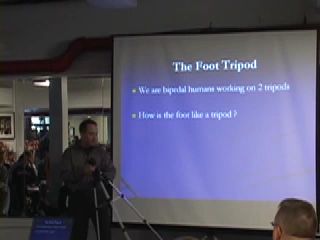 The Foot Tripod
We are bipedal humans working on 2 tripods
How is the foot like a tripod ?